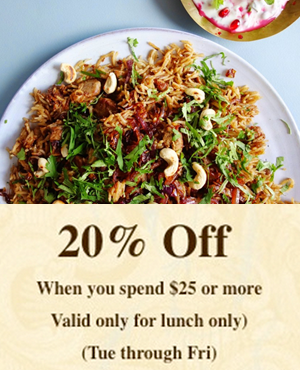 20% Off
When you spend $25 or more
Valid only for lunch only)
(Tue through Fri)